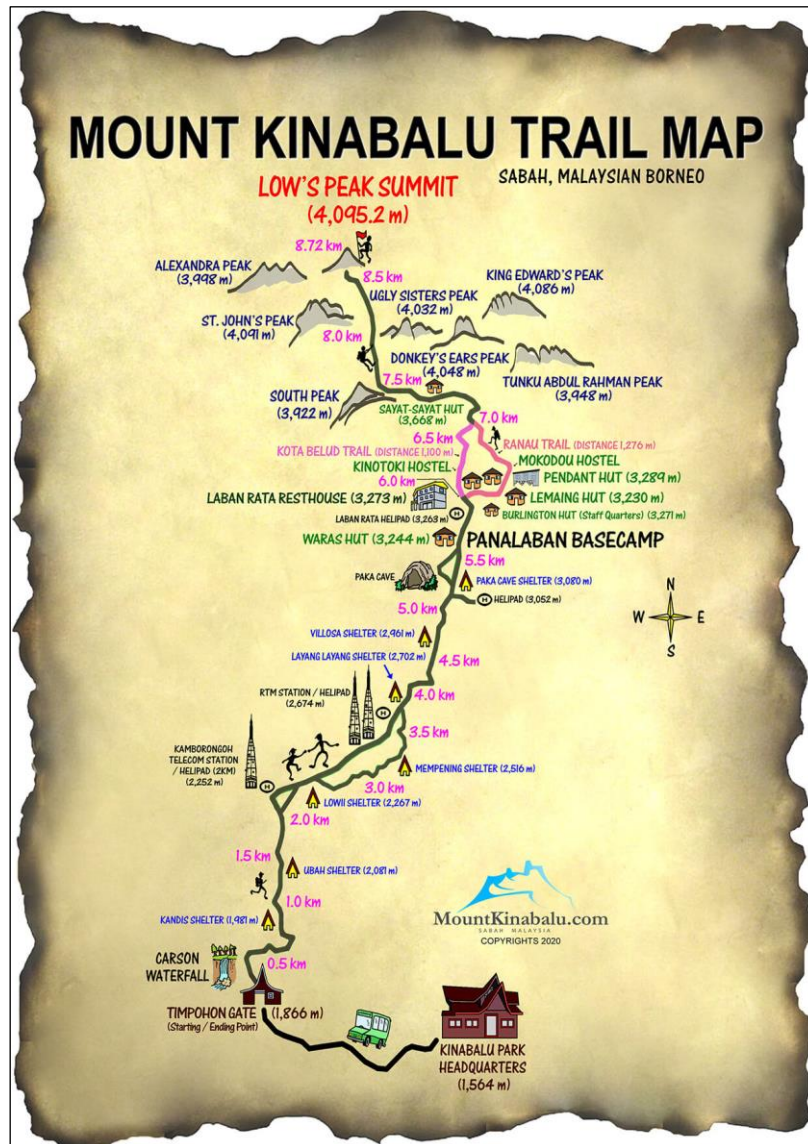 MOUNT KINABALU TRAIL MAP
SABAH, MALAYSIAN BORNEO
LOW'S PEAK SUMMIT
(4,095.2 m)
8.72 km
8.5 km
ALEXANDRA PEAK
(3,998 m)
KING EDWARD'S PEAK
(4,086 m)
UGLY SISTERS PEAK
(4,032 m)
ST. JOHN'S PEAK
(4,091 m)
8.0 km
DONKEY'S EARS PEAK
(4,048 m)
TUNKU ABDUL RAHMAN PEAK
(3,948 m)
7.5 km
SOUTH PEAK
(3,922 m)
SAYAT-SAYAT HUT
(3,668 m)
7.0 km
6.5 km
RANAU TRAIL (DISTANCE 1,276 m)
KOTA BELUD TRAIL (DISTANCE 1,100 m)
MOKODOU HOSTEL
KINOTOKI HOSTEL
PENDANT HUT (3,289 m)
6.0 km
LABAN RATA RESTHOUSE (3,273 m)
LEMAING HUT (3,230 m)
BURLINGTON HUT (Staff Quarters) (3,271 m)
LABAN RATA HELIPAD (3,263 m)
H
WARAS HUT (3,244 m)
PANALABAN BASECAMP
5.5 km
PAKA CAVE
PAKA CAVE SHELTER (3,080 m)
H
HELIPAD (3,052 m)
5.0 km
N
W
E
S
VILLOSA SHELTER (2,961 m)
4.5 km
LAYANG LAYANG SHELTER (2,702 m)
4.0 km
RTM STATION / HELIPAD
(2,674 m)
H
3.5 km
KAMBORONGOH
TELECOM STATION
/ HELIPAD (2KM)
(2,252 m)
H
MEMPENING SHELTER (2,516 m)
3.0 km
LOWII SHELTER (2,267 m)
2.0 km
1.5 km
UBAH SHELTER (2,081 m)
1.0 km
KANDIS SHELTER (1,981 m)
MountKinabalu.com
SABAH MALAYSIA
COPYRIGHTS 2020
CARSON
WATERFALL
0.5 km
TIMPOHON GATE (1,866 m)
(Starting / Ending Point)
KINABALU PARK
HEADQUARTERS
(1,564 m)